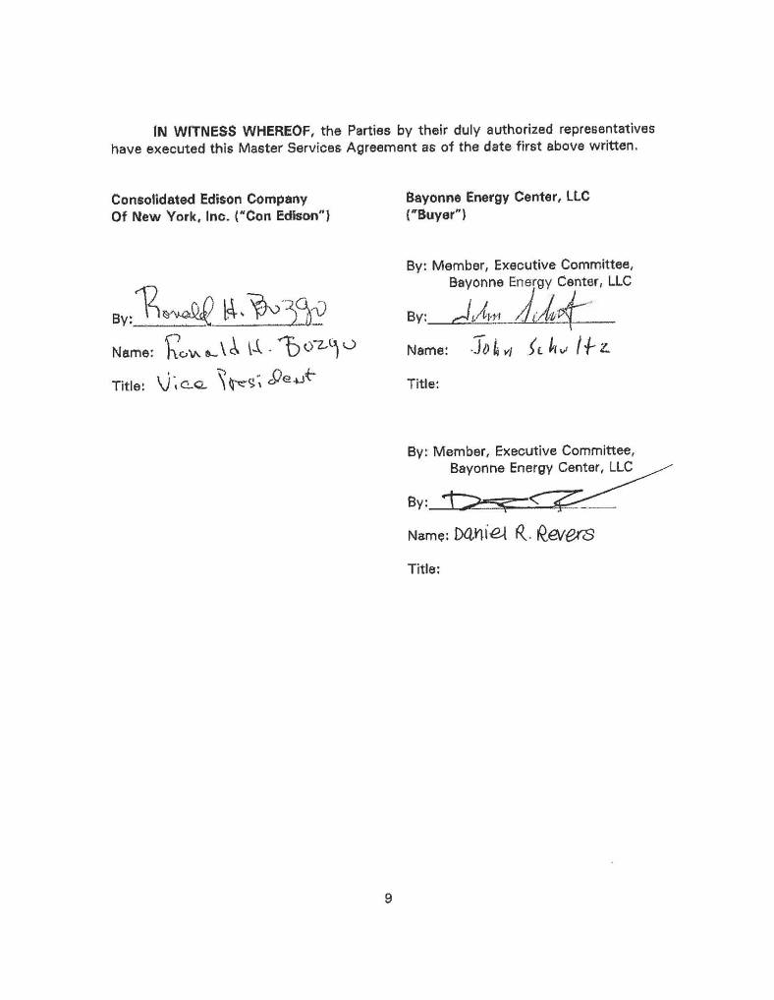 IN WITNESS WHEREOF, the Parties by their duly authorized representatives
have executed this Master Services Agreement as of the date first above written.
Consolidated Edison Company
Of New York, Inc. ("Con Edison")
By: Ronald H. Bozgo
Name: Ronald H. Bozgo
Title: Vice President
Bayonne Energy Center, LLC
("Buyer")
By: Member, Executive Committee,
Bayonne Energy Center, LLC
By:
Name: John Schultz
Title:
By: Member, Executive Committee,
Bayonne Energy Center, LLC
By:
Name: Daniel R. Revers
Title:
9